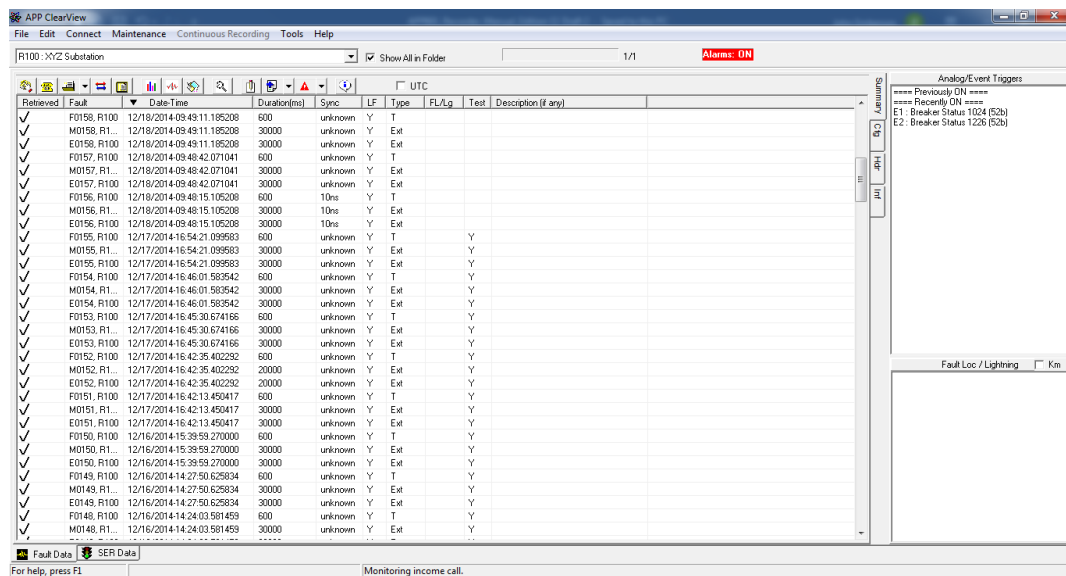 APP ClearView
File Edit Connect Maintenance Continuous Recording Tools Help
R100 : XYZ Substation Show All in Folder 1/1 Alarms: ON
UTC
Retrieved Fault Date-Time Duration(ms) Sync LF Type FL/Lg Test Description (if any)
F0158, R100 12/18/2014-09:49:11.185208 600 unknown Y T
M0158, R1... 12/18/2014-09:49:11.185208 30000 unknown Y Ext
E0158, R100 12/18/2014-09:49:11.185208 30000 unknown Y Ext
F0157, R100 12/18/2014-09:48:42.071041 600 unknown Y T
M0157, R1... 12/18/2014-09:48:42.071041 30000 unknown Y Ext
E0157, R100 12/18/2014-09:48:42.071041 30000 unknown Y Ext
F0156, R100 12/18/2014-09:48:15.105208 600 10ns Y T
M0156, R1... 12/18/2014-09:48:15.105208 30000 10ns Y Ext
E0156, R100 12/18/2014-09:48:15.105208 30000 10ns Y Ext
F0155, R100 12/17/2014-16:54:21.099583 600 unknown Y T Y
M0155, R1... 12/17/2014-16:54:21.099583 30000 unknown Y Ext Y
E0155, R100 12/17/2014-16:54:21.099583 30000 unknown Y Ext Y
F0154, R100 12/17/2014-16:46:01.583542 600 unknown Y T Y
M0154, R1... 12/17/2014-16:46:01.583542 30000 unknown Y Ext Y
E0154, R100 12/17/2014-16:46:01.583542 30000 unknown Y Ext Y
F0153, R100 12/17/2014-16:45:30.674166 600 unknown Y T Y
M0153, R1... 12/17/2014-16:45:30.674166 30000 unknown Y Ext Y
E0153, R100 12/17/2014-16:45:30.674166 30000 unknown Y Ext Y
F0152, R100 12/17/2014-16:42:35.402292 600 unknown Y T Y
M0152, R1... 12/17/2014-16:42:35.402292 20000 unknown Y Ext Y
E0152, R100 12/17/2014-16:42:35.402292 20000 unknown Y Ext Y
F0151, R100 12/17/2014-16:42:13.450417 600 unknown Y T Y
M0151, R1... 12/17/2014-16:42:13.450417 30000 unknown Y Ext Y
E0151, R100 12/17/2014-16:42:13.450417 30000 unknown Y Ext Y
F0150, R100 12/16/2014-15:39:59.270000 600 unknown Y T Y
M0150, R1... 12/16/2014-15:39:59.270000 30000 unknown Y Ext Y
E0150, R100 12/16/2014-15:39:59.270000 30000 unknown Y Ext Y
F0149, R100 12/16/2014-14:27:50.625834 600 unknown Y T Y
M0149, R1... 12/16/2014-14:27:50.625834 30000 unknown Y Ext Y
E0149, R100 12/16/2014-14:27:50.625834 30000 unknown Y Ext Y
F0148, R100 12/16/2014-14:24:03.581459 600 unknown Y T Y
M0148, R1... 12/16/2014-14:24:03.581459 30000 unknown Y Ext Y
Summary
Cfg
Hdr
Inf
Analog/Event Triggers
==== Previously ON ====
==== Recently ON ====
E1 : Breaker Status 1024 (52b)
E2 : Breaker Status 1226 (52b)
Fault Loc / Lightning Km
Fault Data SER Data
For help, press F1 Monitoring income call.